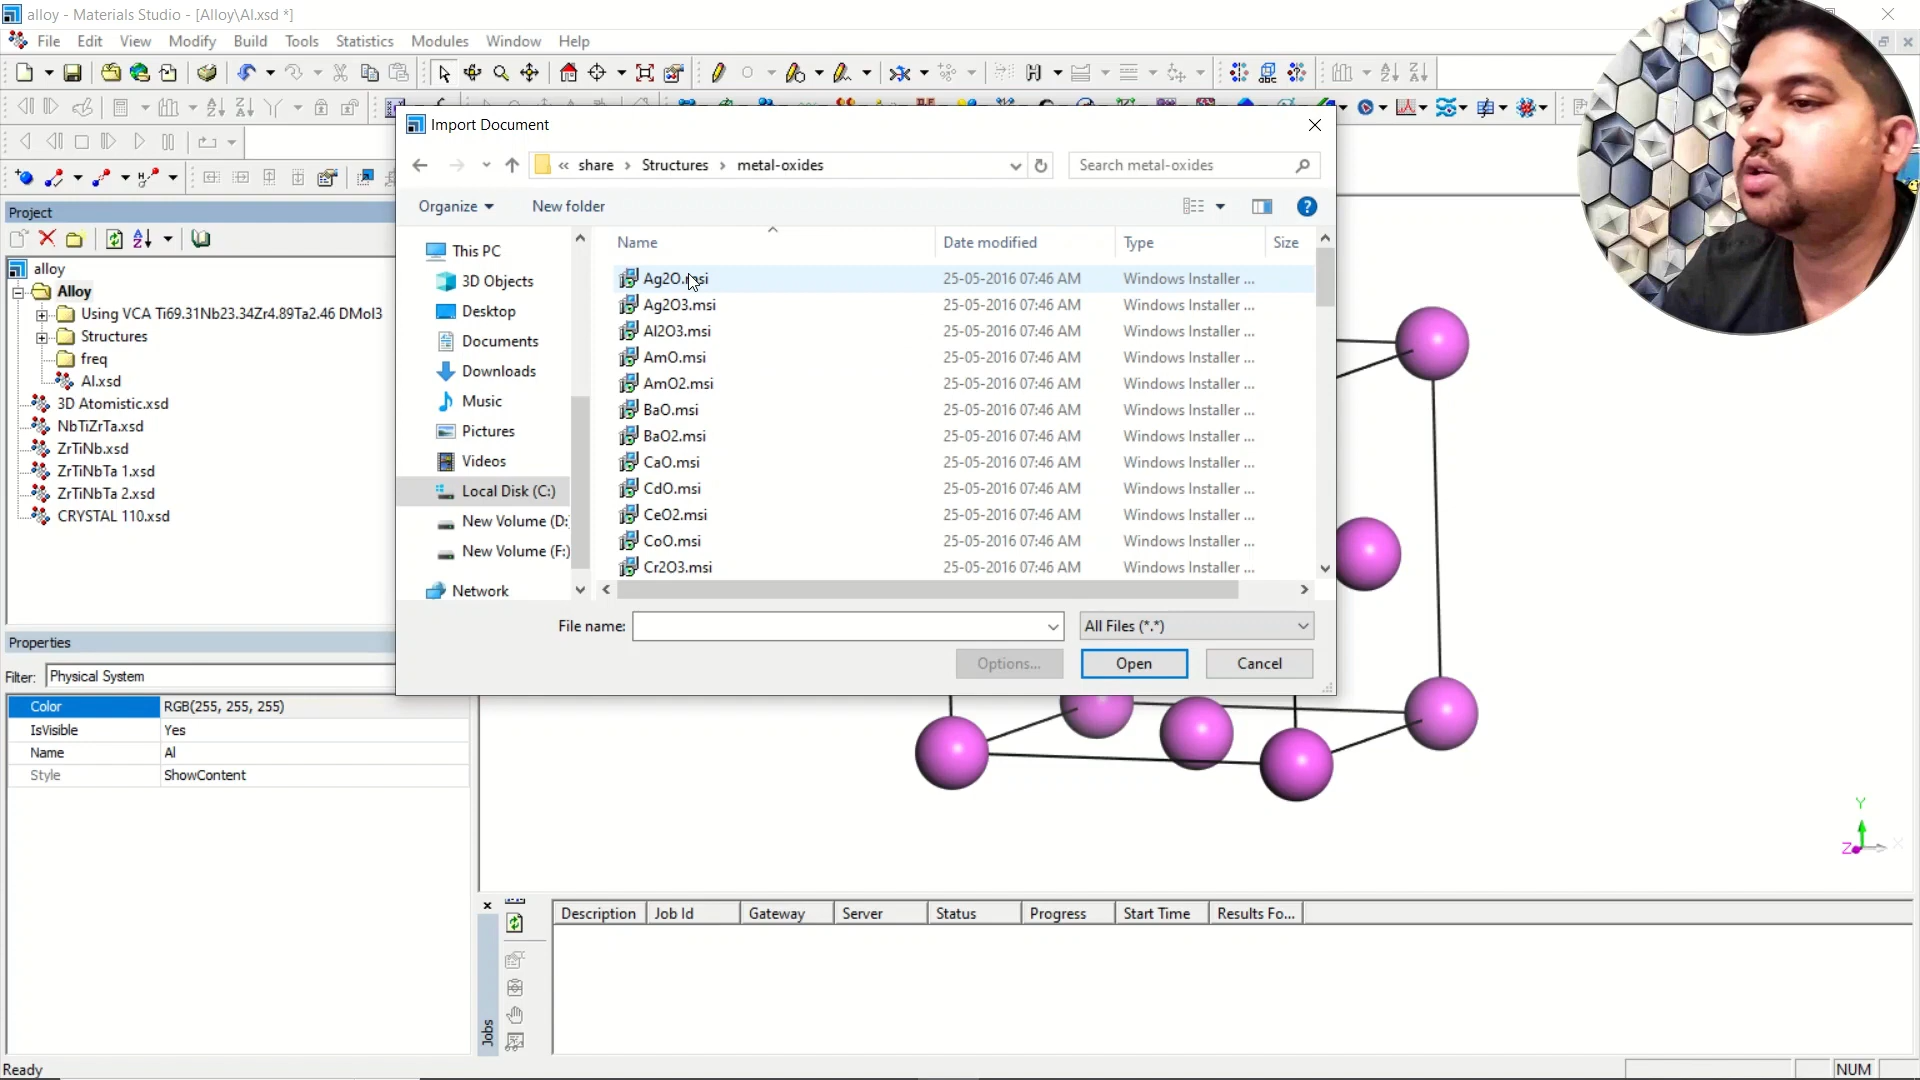 alloy - Materials Studio - [Alloy\Al.xsd *]
File Edit View Modify Build Tools Statistics Modules Window Help
Import Document
« share › Structures › metal-oxides
Search metal-oxides
Organize
New folder
Project
alloy
Alloy
Using VCA Ti69.31Nb23.34Zr4.89Ta2.46 DMol3
Structures
freq
Al.xsd
3D Atomistic.xsd
NbTiZrTa.xsd
ZrTiNb.xsd
ZrTiNbTa 1.xsd
ZrTiNbTa 2.xsd
CRYSTAL 110.xsd
This PC
3D Objects
Desktop
Documents
Downloads
Music
Pictures
Videos
Local Disk (C:)
New Volume (D:
New Volume (F:)
Network
Name Date modified Type Size
Ag2O.msi 25-05-2016 07:46 AM Windows Installer ...
Ag2O3.msi 25-05-2016 07:46 AM Windows Installer ...
Al2O3.msi 25-05-2016 07:46 AM Windows Installer ...
AmO.msi 25-05-2016 07:46 AM Windows Installer ...
AmO2.msi 25-05-2016 07:46 AM Windows Installer ...
BaO.msi 25-05-2016 07:46 AM Windows Installer ...
BaO2.msi 25-05-2016 07:46 AM Windows Installer ...
CaO.msi 25-05-2016 07:46 AM Windows Installer ...
CdO.msi 25-05-2016 07:46 AM Windows Installer ...
CeO2.msi 25-05-2016 07:46 AM Windows Installer ...
CoO.msi 25-05-2016 07:46 AM Windows Installer ...
Cr2O3.msi 25-05-2016 07:46 AM Windows Installer ...
File name:
All Files (*.*)
Options...
Open
Cancel
Properties
Filter: Physical System
Color RGB(255, 255, 255)
IsVisible Yes
Name Al
Style ShowContent
Y
Z
X
Description Job Id Gateway Server Status Progress Start Time Results Fo...
Jobs
Ready
NUM